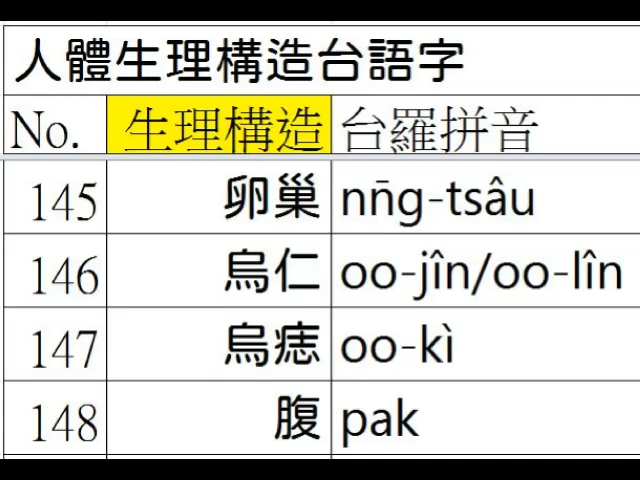 人體生理構造台語字
No. 生理構造 台羅拼音
145 卵巢 nn̄g-tsâu
146 烏仁 oo-jîn/oo-lîn
147 烏痣 oo-kì
148 腹 pak